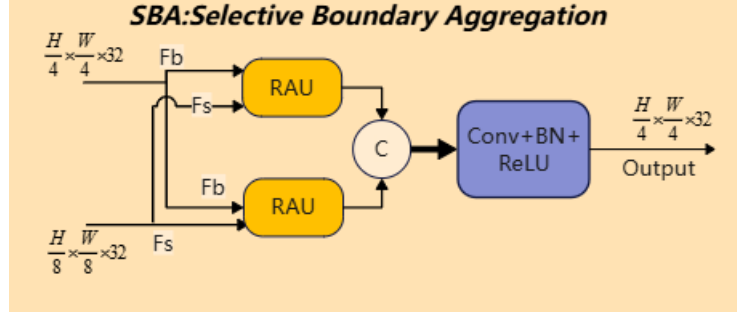 SBA:Selective Boundary Aggregation
H/4 × W/4 ×32
Fb
RAU
Fs
H/4 × W/4 ×32
C
Conv+BN+
ReLU
Output
Fb
RAU
H/8 × W/8 ×32
Fs